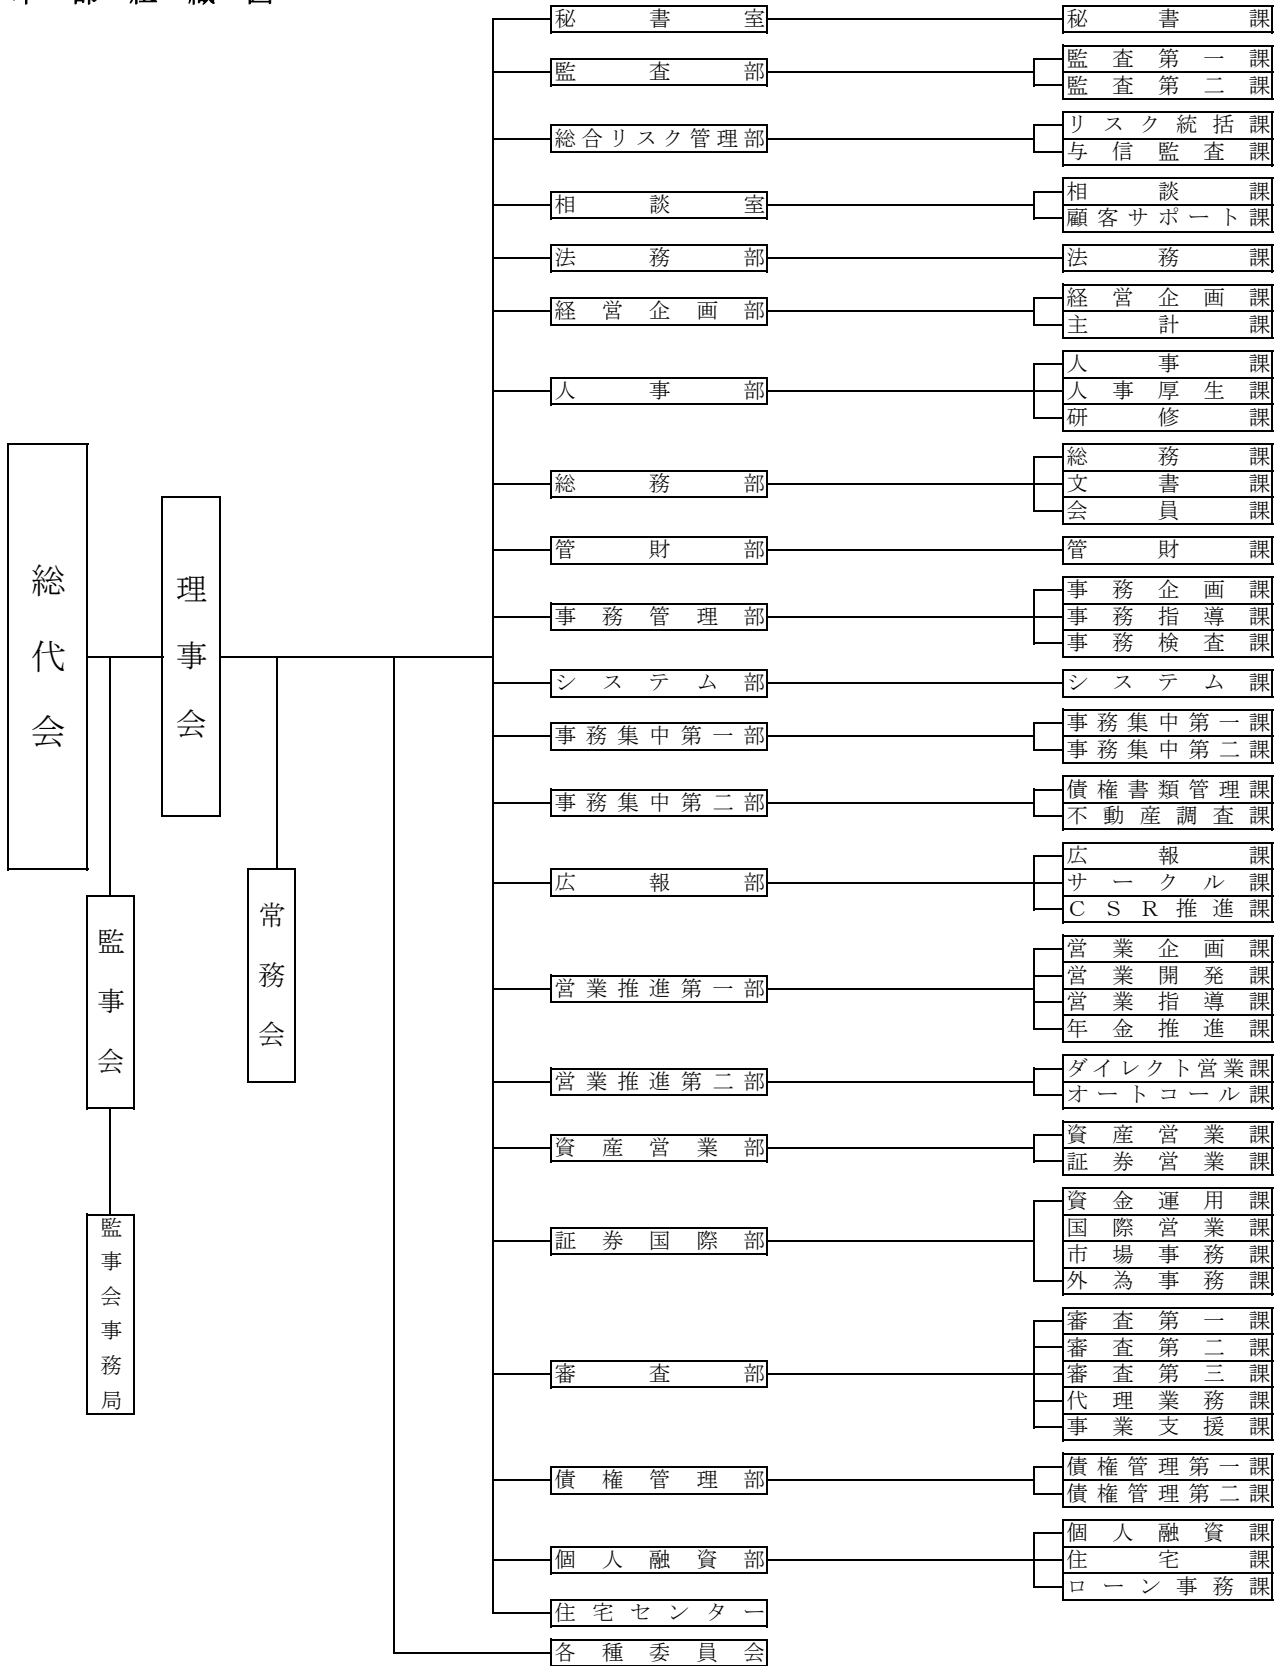 本部組織図
秘書室
秘書課
監査部
監査第一課
監査第二課
総合リスク管理部
リスク統括課
与信監査課
相談室
相談課
顧客サポート課
法務部
法務課
経営企画部
経営企画課
主計課
人事部
人事課
人事厚生課
研修課
総務部
総務課
文書課
会員課
管財部
管財課
事務管理部
事務企画課
事務指導課
事務検査課
システム部
システム課
事務集中第一部
事務集中第一課
事務集中第二課
事務集中第二部
債権書類管理課
不動産調査課
広報部
広報課
サークル課
CSR推進課
営業推進第一部
営業企画課
営業開発課
営業指導課
年金推進課
営業推進第二部
ダイレクト営業課
オートコール課
資産営業部
資産営業課
証券営業課
証券国際部
資金運用課
国際営業課
市場事務課
外為事務課
審査部
審査第一課
審査第二課
審査第三課
代理業務課
事業支援課
債権管理部
債権管理第一課
債権管理第二課
個人融資部
個人融資課
住宅課
ローン事務課
住宅センター
各種委員会
総代会
理事会
監事会
常務会
監事会事務局